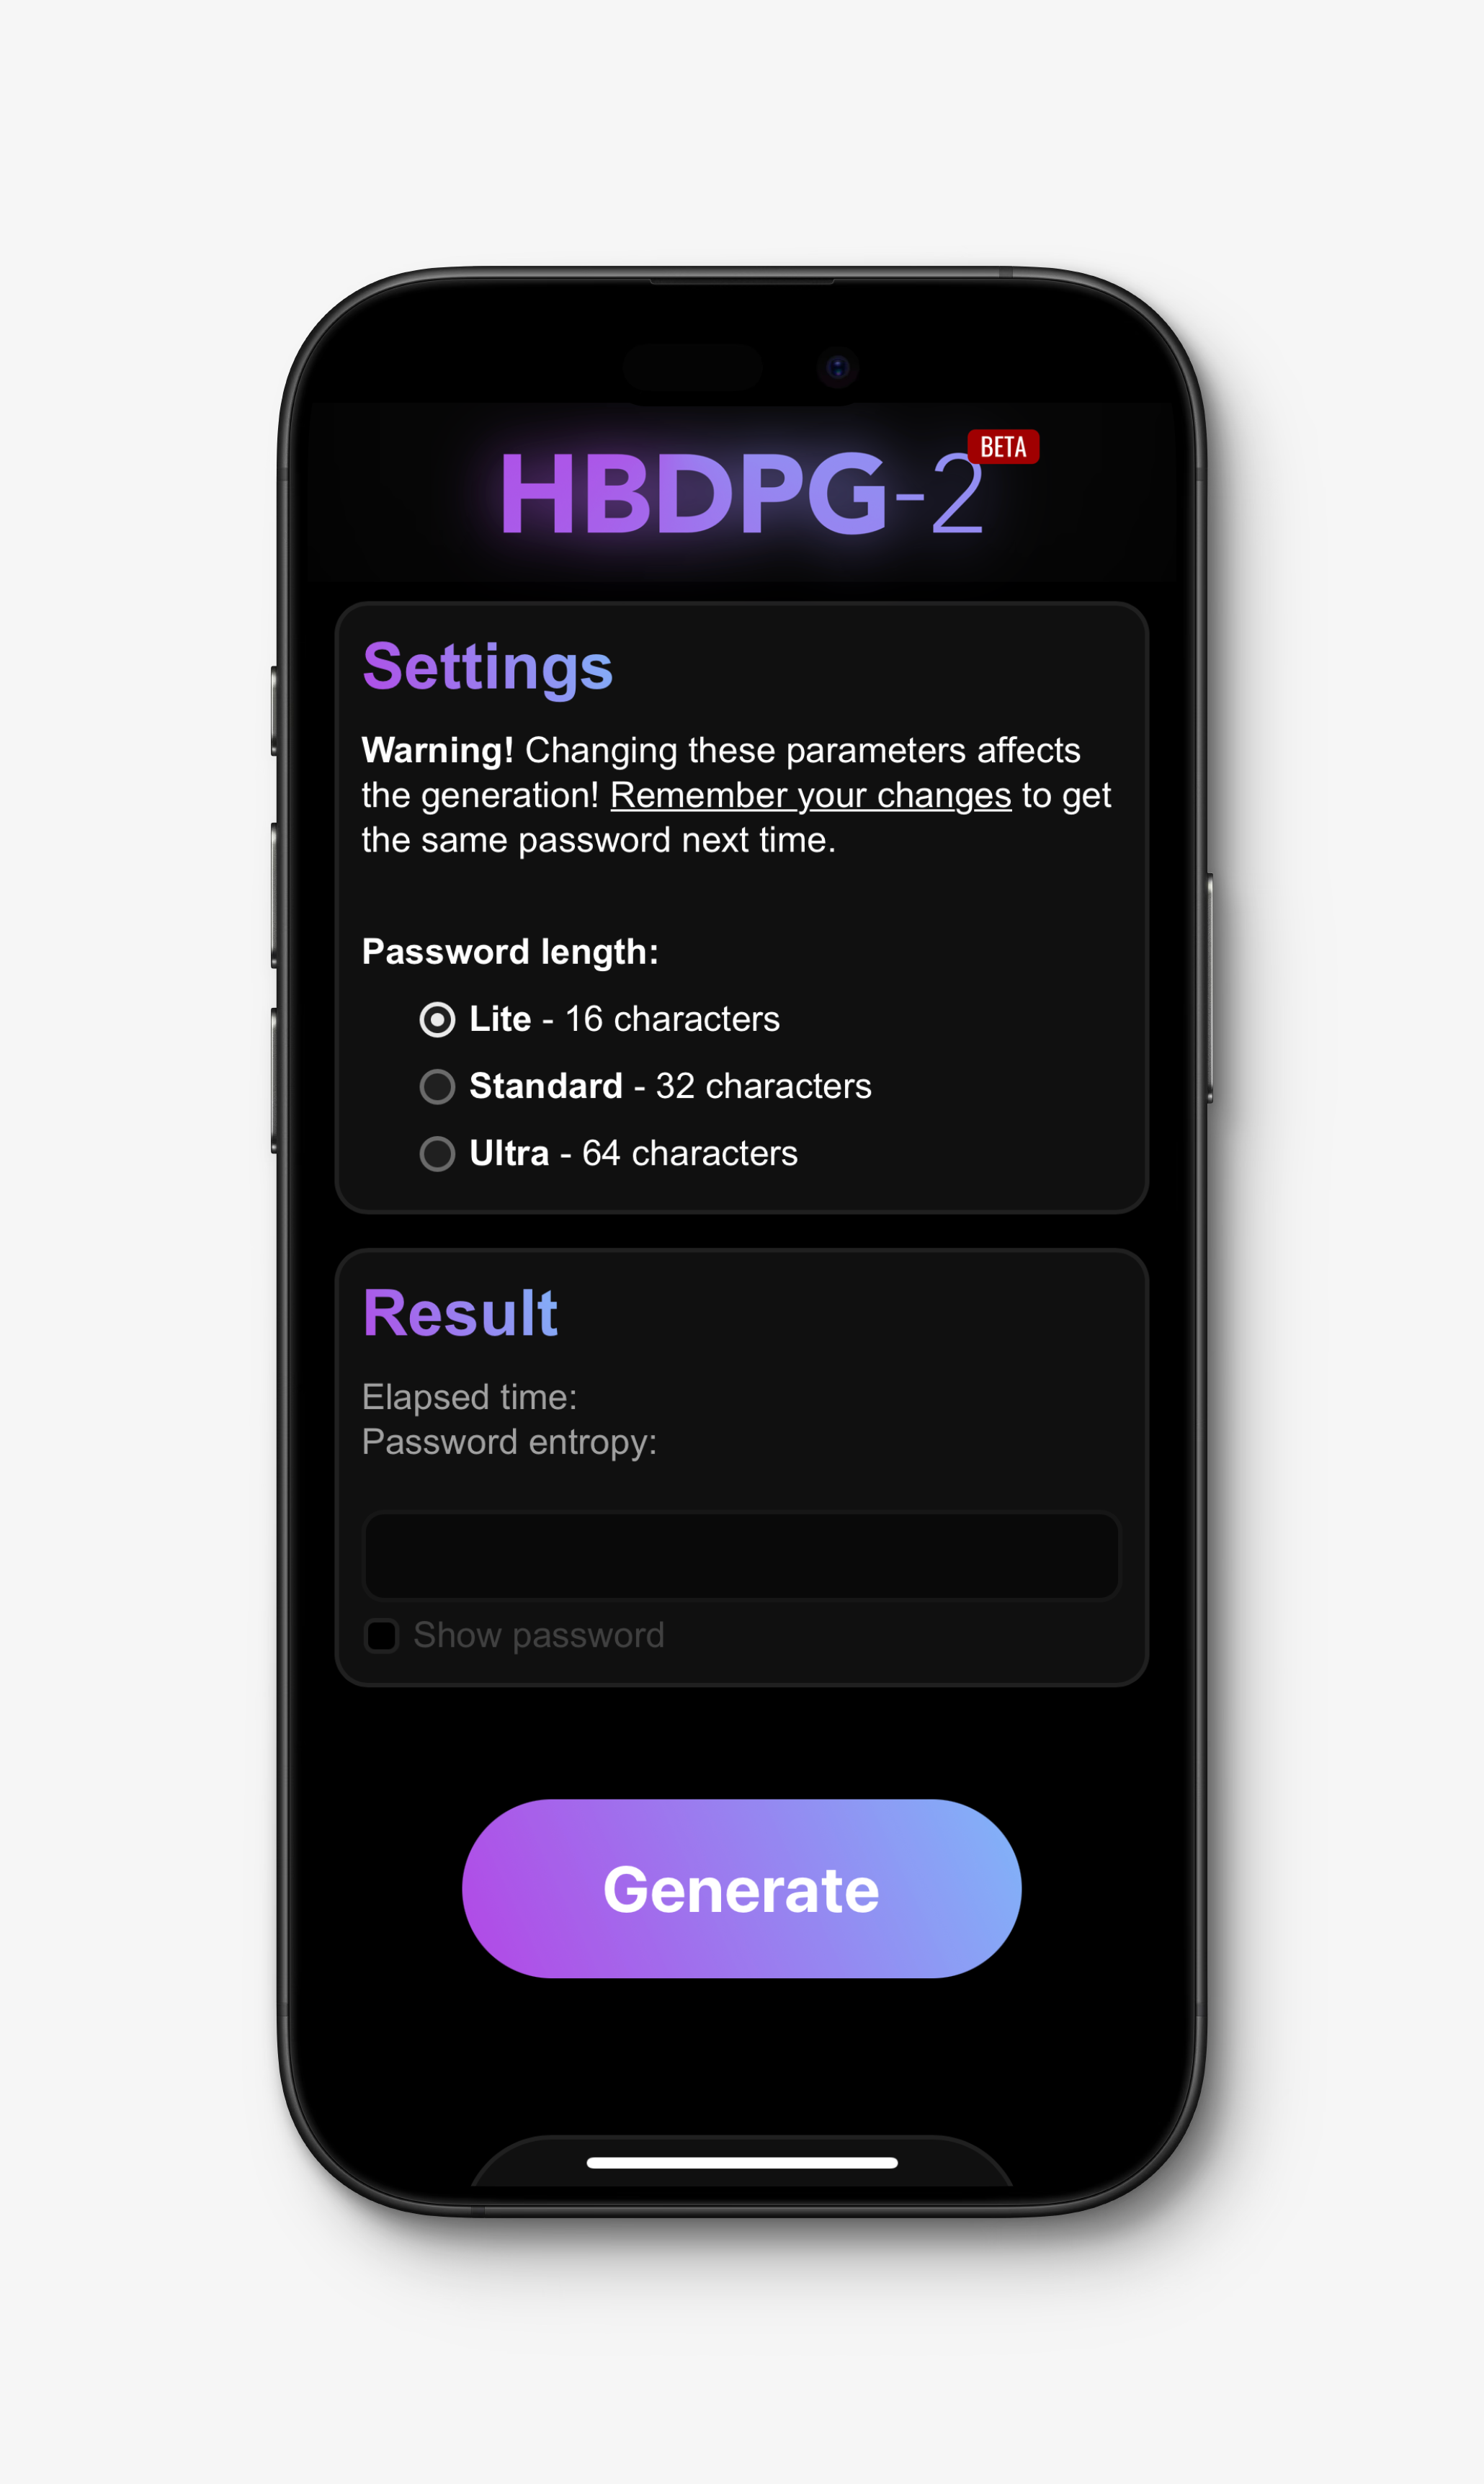 HBDPG-2
BETA
Settings
Warning! Changing these parameters affects
the generation! Remember your changes to get
the same password next time.
Password length:
Lite - 16 characters
Standard - 32 characters
Ultra - 64 characters
Result
Elapsed time:
Password entropy:
Show password
Generate